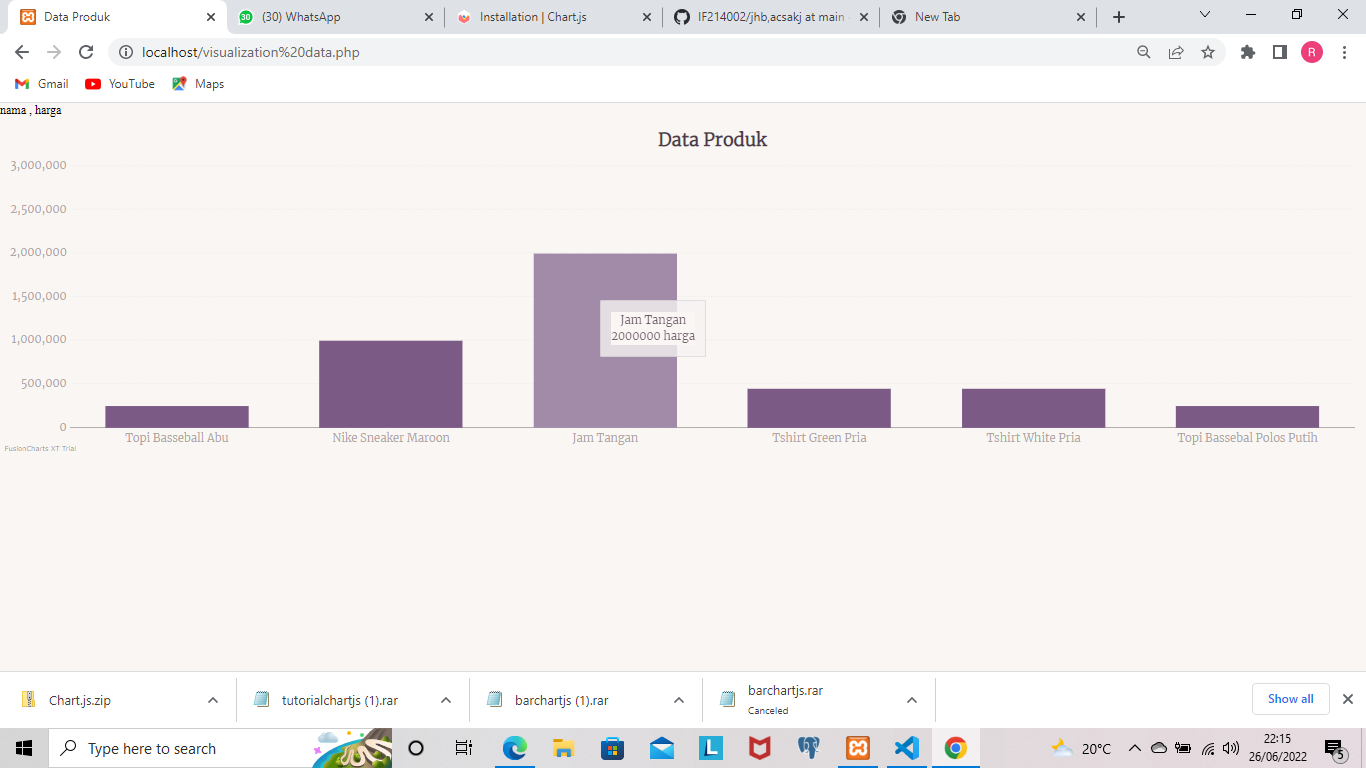 Data Produk
(30) WhatsApp
Installation | Chart.js
IF214002/jhb,acsakj at main
New Tab
localhost/visualization%20data.php
R
Gmail
YouTube
Maps
nama , harga
Data Produk
3,000,000
2,500,000
2,000,000
1,500,000
1,000,000
500,000
0
Jam Tangan
2000000 harga
Topi Basseball Abu
Nike Sneaker Maroon
Jam Tangan
Tshirt Green Pria
Tshirt White Pria
Topi Bassebal Polos Putih
FusionCharts XT Trial
Chart.js.zip
tutorialchartjs (1).rar
barchartjs (1).rar
barchartjs.rar
Canceled
Show all
Type here to search
L
20°C
22:15
26/06/2022
5